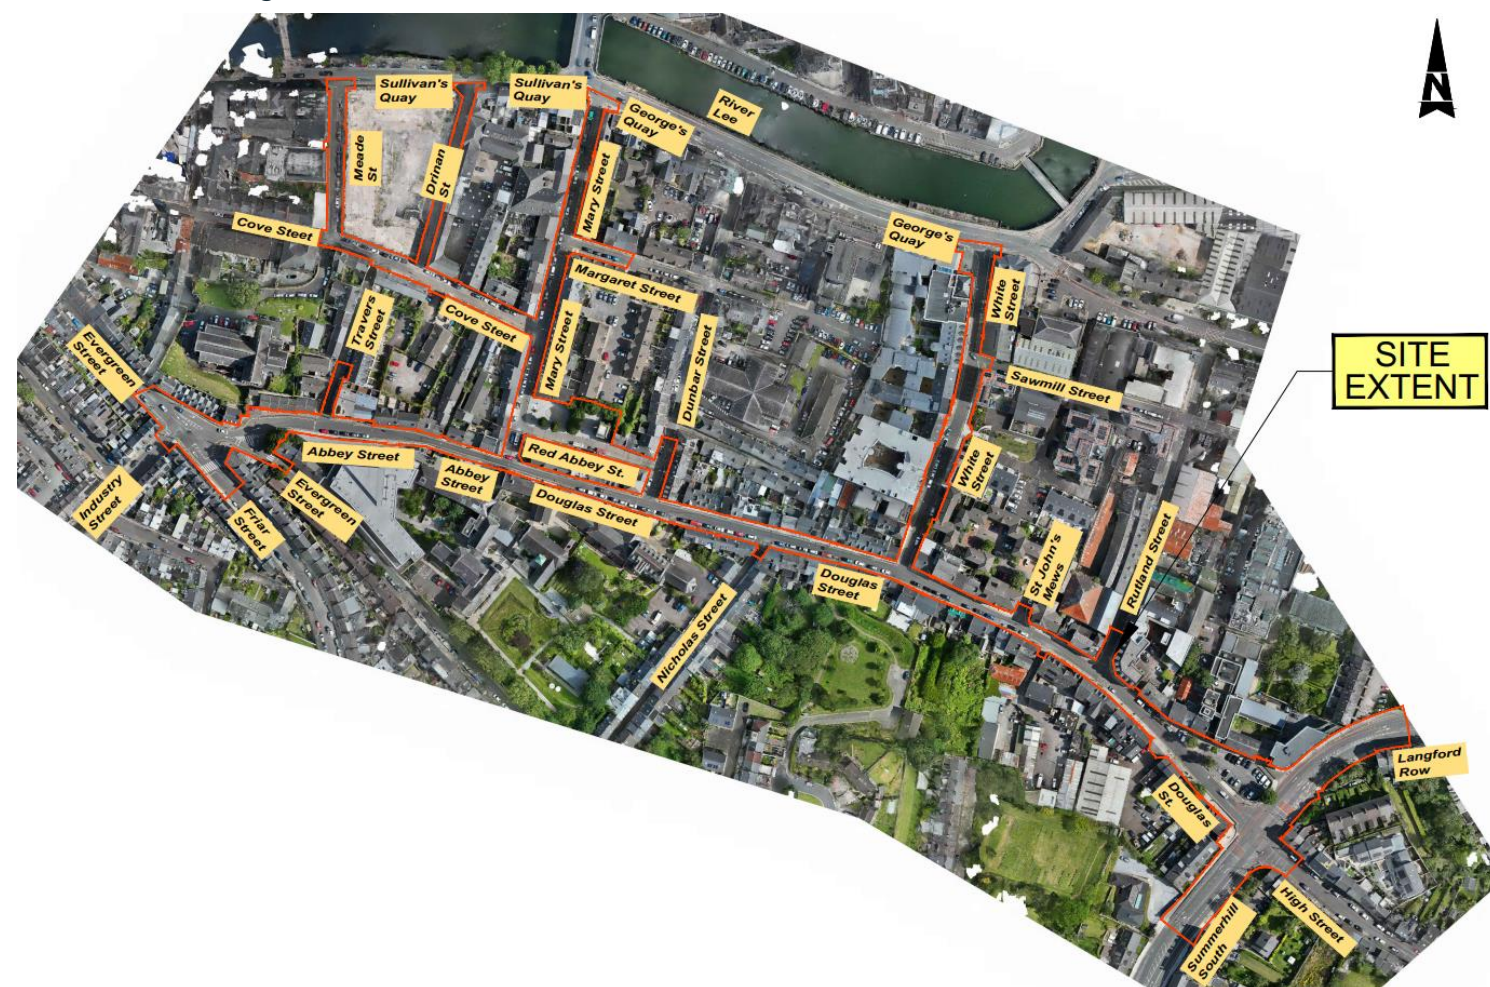 N
Sullivan's
Quay
Sullivan's
Quay
George's
Quay
River
Lee
Meade
St
Drinan
St
Mary Street
Cove Steet
George's
Quay
Margaret Street
White
Street
Travers
Street
Cove Steet
Mary Street
Dunbar Street
Evergreen
Street
SITE
EXTENT
Sawmill Street
Abbey Street
Abbey
Street
Red Abbey St.
Douglas Street
White
Street
Industry
Street
Friar
Street
Evergreen
Street
Douglas
Street
St John's
Mews
Rutland Street
Nicholas Street
Langford
Row
Douglas
St.
High Street
Summerhill
South